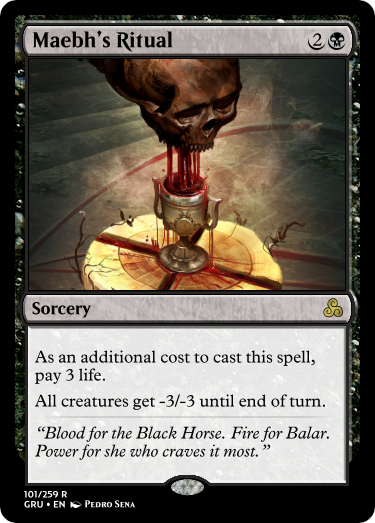 Maebh's Ritual 2
Sorcery
As an additional cost to cast this spell,
pay 3 life.
All creatures get -3/-3 until end of turn.
“Blood for the Black Horse. Fire for Balar.
Power for she who craves it most.”
101/259 R
GRU • EN Pedro Sena